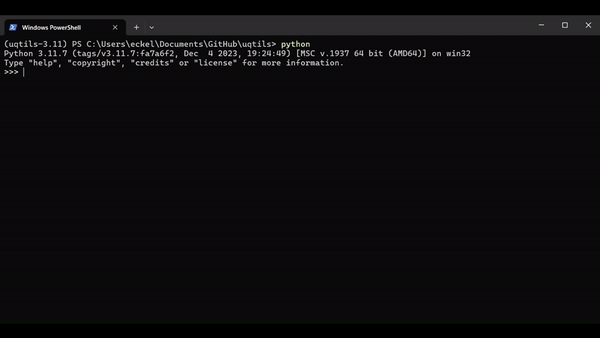 Windows PowerShell
(uqtils-3.11) PS C:\Users\eckel\Documents\GitHub\uqtils> python
Python 3.11.7 (tags/v3.11.7:fa7a6f2, Dec  4 2023, 19:24:49) [MSC v.1937 64 bit (AMD64)] on win32
Type "help", "copyright", "credits" or "license" for more information.
>>>